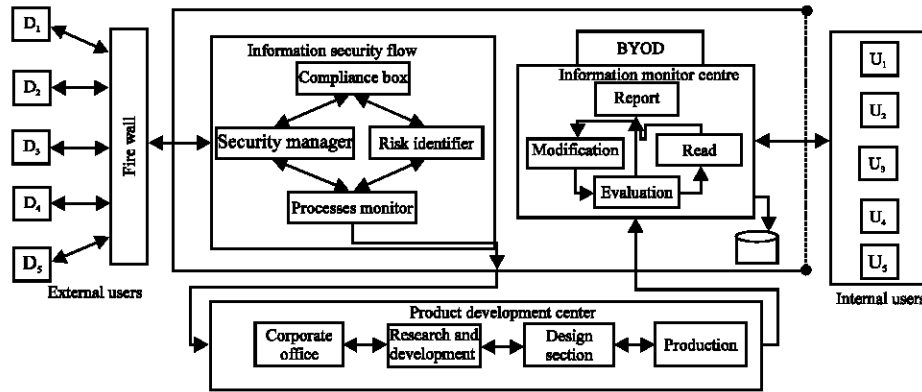 D1
D2
D3
D4
D5
External users
Fire wall
Information security flow
Compliance box
Security manager
Risk identifier
Processes monitor
BYOD
Information monitor centre
Report
Modification
Read
Evaluation
U1
U2
U3
U4
U5
Internal users
Product development center
Corporate
office
Research and
development
Design
section
Production